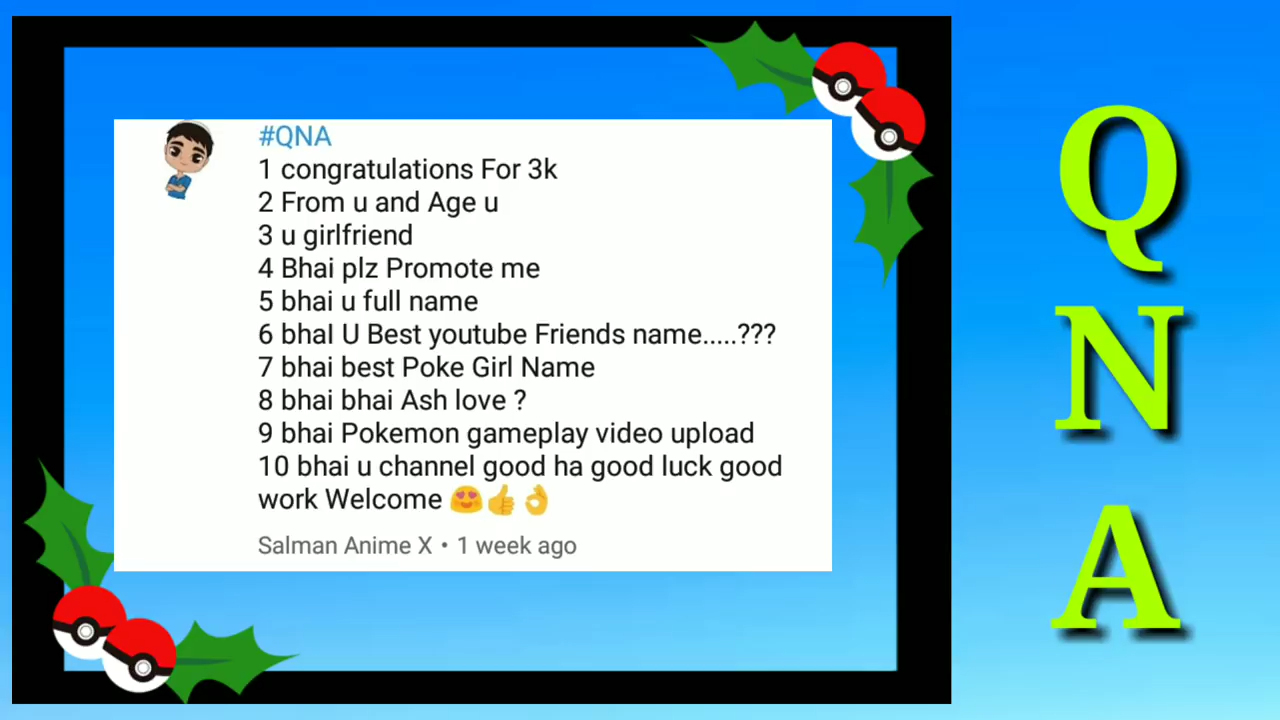 #QNA
1 congratulations For 3k
2 From u and Age u
3 u girlfriend
4 Bhai plz Promote me
5 bhai u full name
6 bhaI U Best youtube Friends name.....???
7 bhai best Poke Girl Name
8 bhai bhai Ash love ?
9 bhai Pokemon gameplay video upload
10 bhai u channel good ha good luck good
work Welcome 😍👍👌
Salman Anime X • 1 week ago
Q
N
A